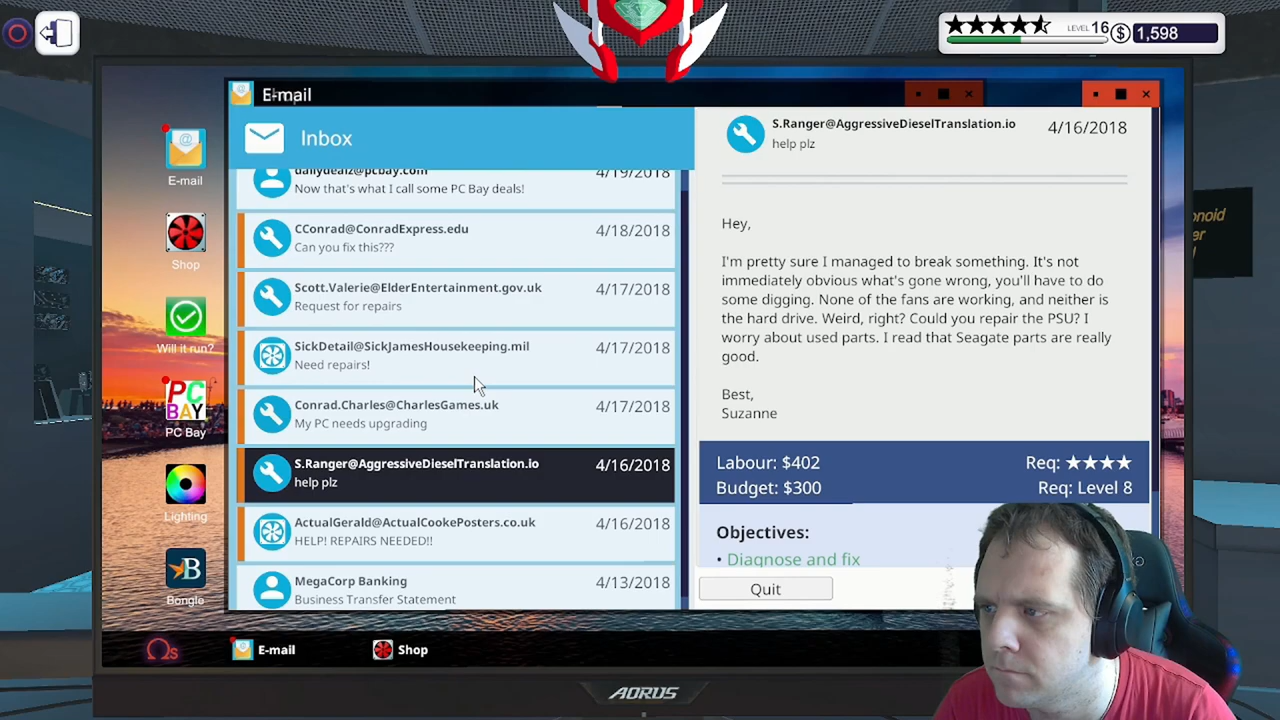 LEVEL 16
$ 1,598
E-mail
Inbox
dailydealz@pcbay.com 4/19/2018
Now that's what I call some PC Bay deals!
CConrad@ConradExpress.edu 4/18/2018
Can you fix this???
Scott.Valerie@ElderEntertainment.gov.uk 4/17/2018
Request for repairs
SickDetail@SickJamesHousekeeping.mil 4/17/2018
Need repairs!
Conrad.Charles@CharlesGames.uk 4/17/2018
My PC needs upgrading
S.Ranger@AggressiveDieselTranslation.io 4/16/2018
help plz
ActualGerald@ActualCookePosters.co.uk 4/16/2018
HELP! REPAIRS NEEDED!!
MegaCorp Banking 4/13/2018
Business Transfer Statement
S.Ranger@AggressiveDieselTranslation.io 4/16/2018
help plz
Hey,
I'm pretty sure I managed to break something. It's not
immediately obvious what's gone wrong, you'll have to do
some digging. None of the fans are working, and neither is
the hard drive. Weird, right? Could you repair the PSU? I
worry about used parts. I read that Seagate parts are really
good.
Best,
Suzanne
Labour: $402 Req: ★★★★
Budget: $300 Req: Level 8
Objectives:
• Diagnose and fix
Quit
E-mail
Shop
Will it run?
PC BAY
PC Bay
Lighting
B
Bongle
Ωs
E-mail
Shop
AORUS